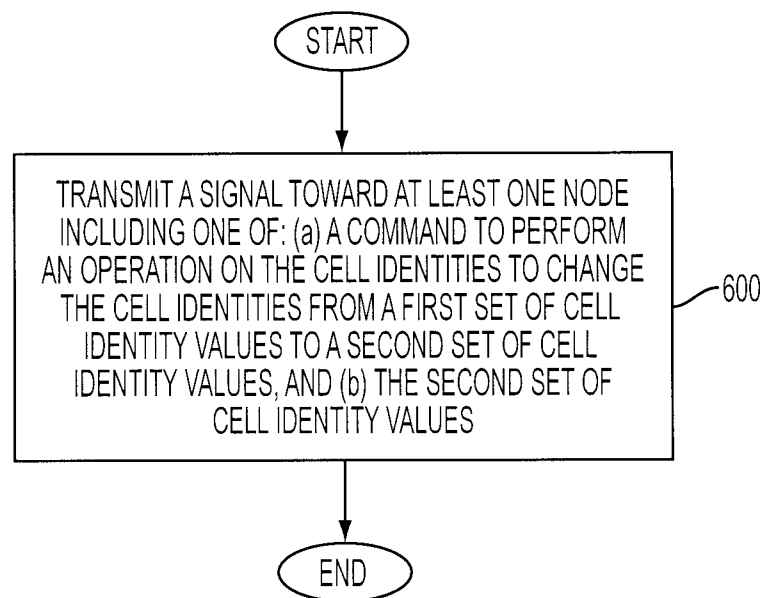 START
TRANSMIT A SIGNAL TOWARD AT LEAST ONE NODE
INCLUDING ONE OF: (a) A COMMAND TO PERFORM
AN OPERATION ON THE CELL IDENTITIES TO CHANGE
THE CELL IDENTITIES FROM A FIRST SET OF CELL
IDENTITY VALUES TO A SECOND SET OF CELL
IDENTITY VALUES, AND (b) THE SECOND SET OF
CELL IDENTITY VALUES
600
END